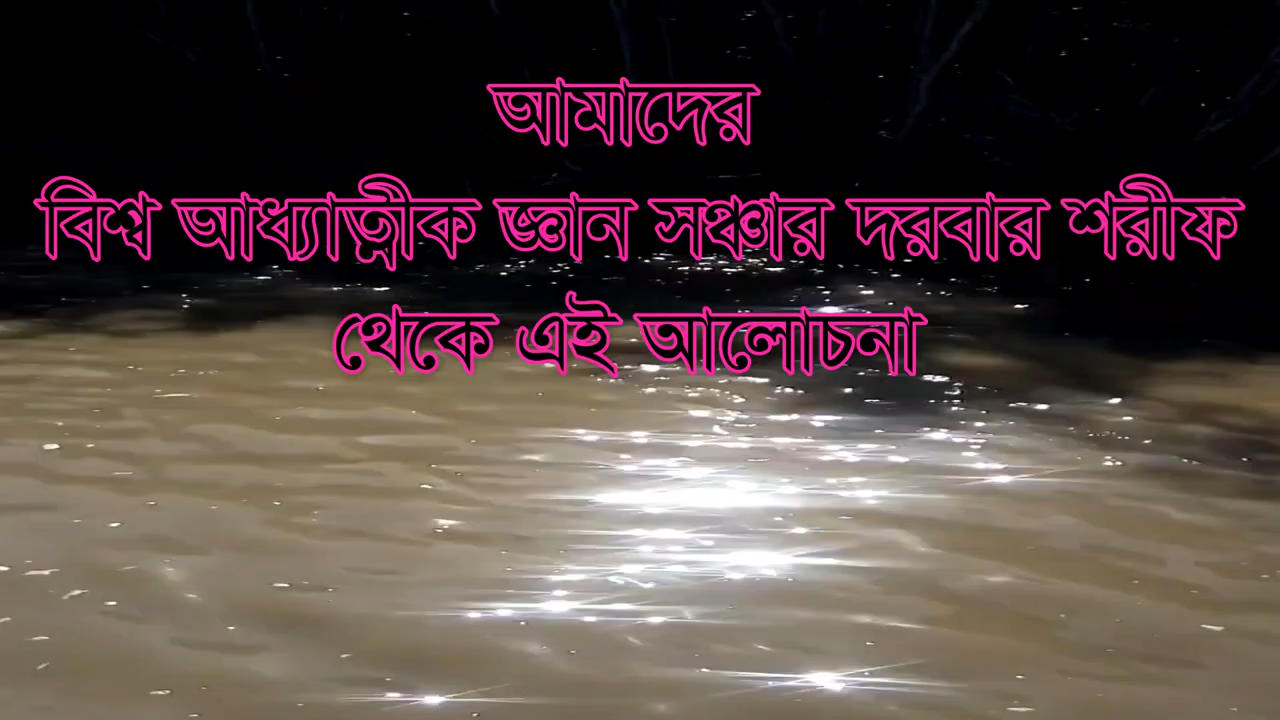 আমাদের
বিশ্ব আধ্যাত্নীক জ্ঞান সঞ্চার দরবার শরীফ
থেকে এই আলোচনা